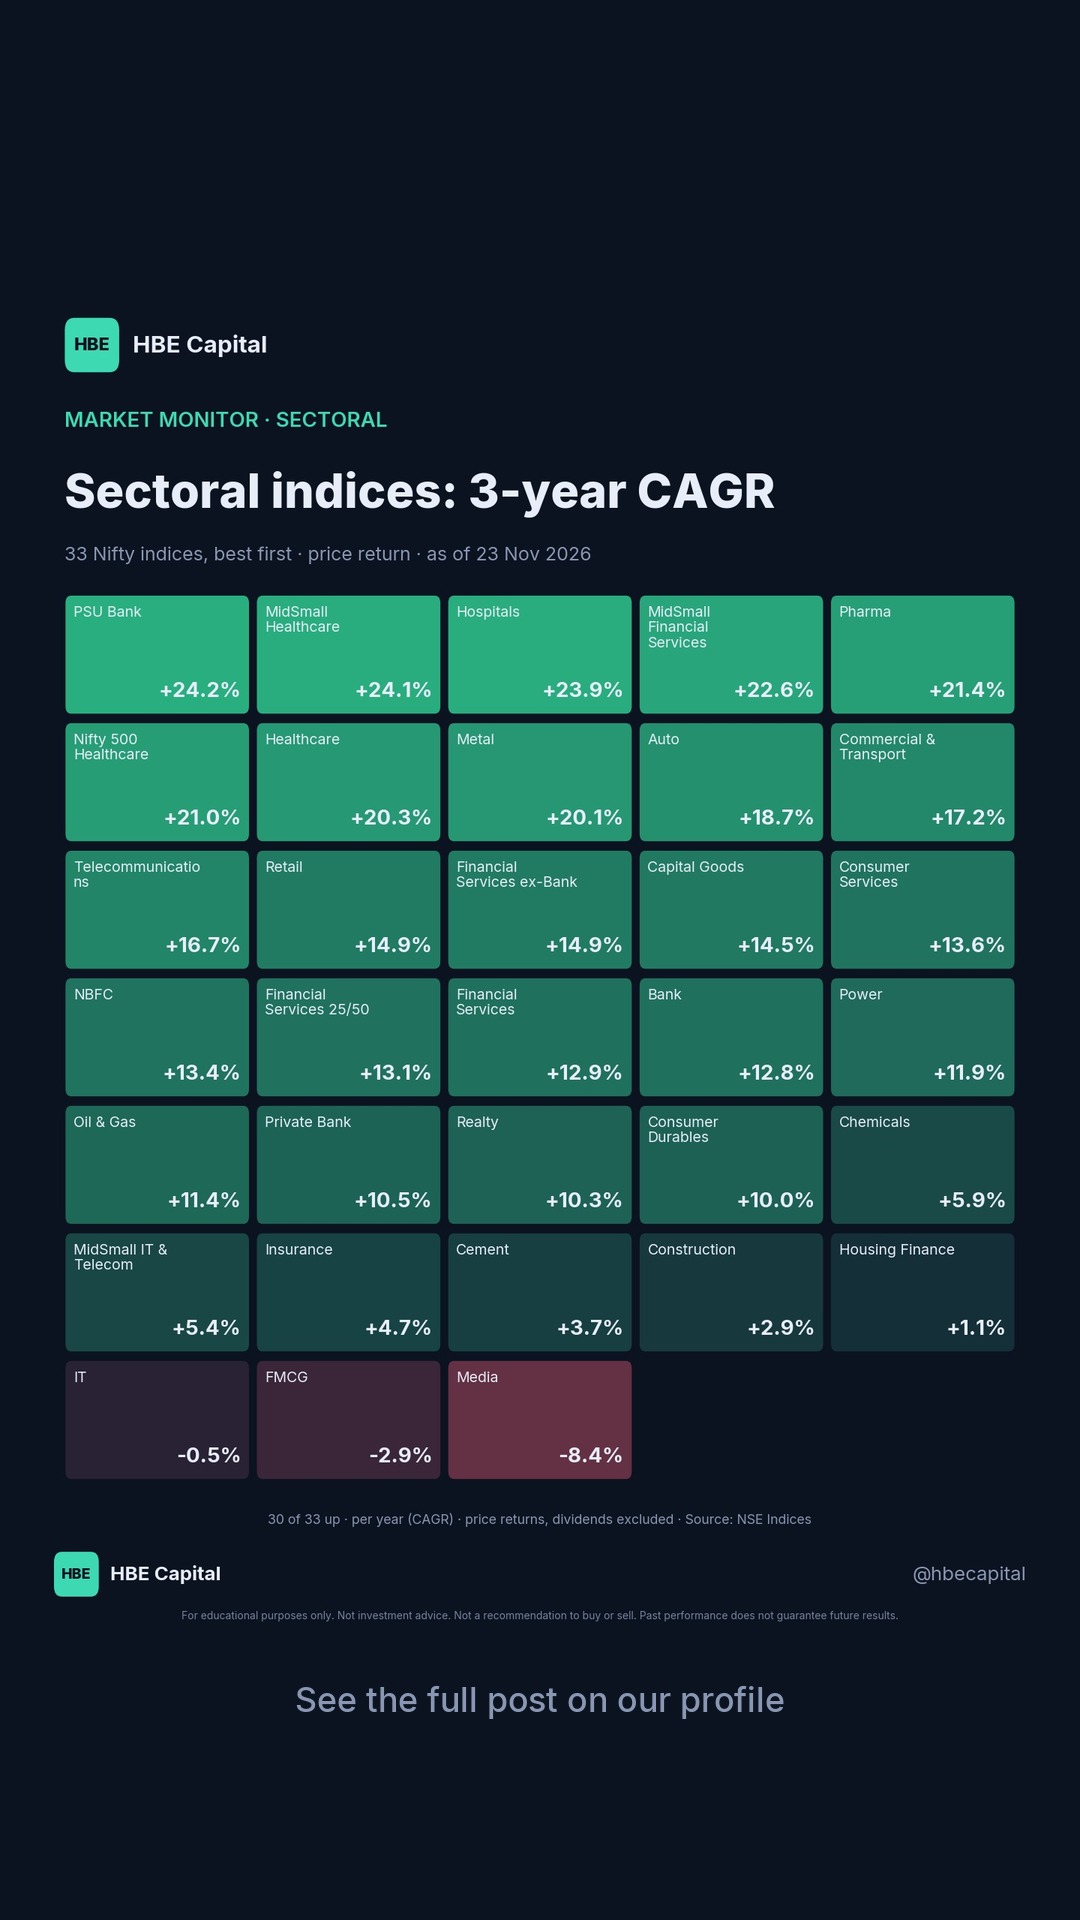 HBE
HBE Capital
MARKET MONITOR · SECTORAL
Sectoral indices: 3-year CAGR
33 Nifty indices, best first · price return · as of 23 Nov 2026
PSU Bank
+24.2%
MidSmall
Healthcare
+24.1%
Hospitals
+23.9%
MidSmall
Financial
Services
+22.6%
Pharma
+21.4%
Nifty 500
Healthcare
+21.0%
Healthcare
+20.3%
Metal
+20.1%
Auto
+18.7%
Commercial &
Transport
+17.2%
Telecommunicatio
ns
+16.7%
Retail
+14.9%
Financial
Services ex-Bank
+14.9%
Capital Goods
+14.5%
Consumer
Services
+13.6%
NBFC
+13.4%
Financial
Services 25/50
+13.1%
Financial
Services
+12.9%
Bank
+12.8%
Power
+11.9%
Oil & Gas
+11.4%
Private Bank
+10.5%
Realty
+10.3%
Consumer
Durables
+10.0%
Chemicals
+5.9%
MidSmall IT &
Telecom
+5.4%
Insurance
+4.7%
Cement
+3.7%
Construction
+2.9%
Housing Finance
+1.1%
IT
-0.5%
FMCG
-2.9%
Media
-8.4%
30 of 33 up · per year (CAGR) · price returns, dividends excluded · Source: NSE Indices
HBE
HBE Capital
@hbecapital
For educational purposes only. Not investment advice. Not a recommendation to buy or sell. Past performance does not guarantee future results.
See the full post on our profile